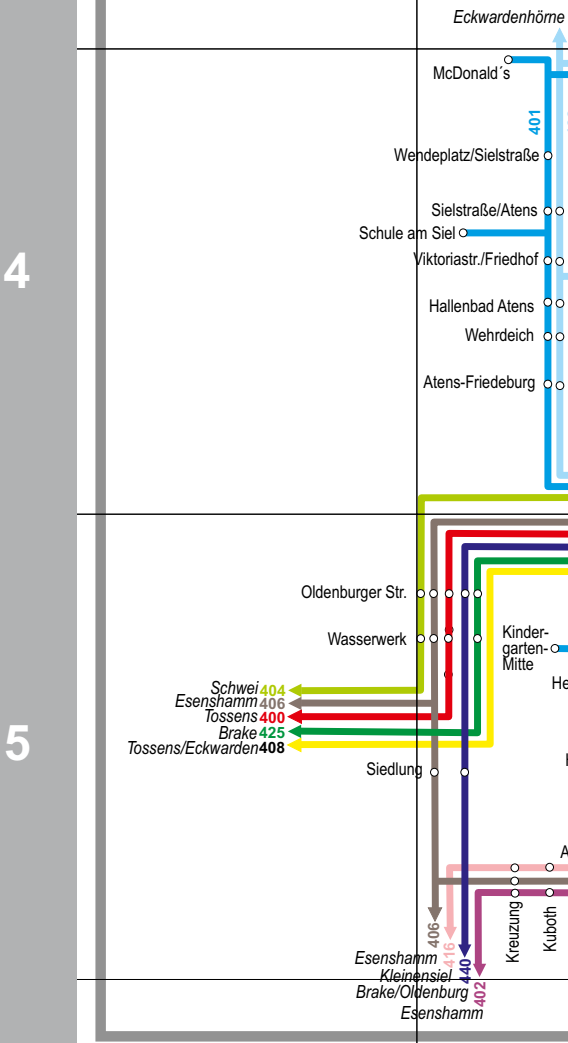 Eckwardenhörne
McDonald´s
401
Wendeplatz/Sielstraße
Sielstraße/Atens
Schule am Siel
4
Viktoriastr./Friedhof
Hallenbad Atens
Wehrdeich
Atens-Friedeburg
Oldenburger Str.
Wasserwerk
Kinder-
garten-
Mitte
He
Schwei 404
Esenshamm 406
Tossens 400
Brake 425
Tossens/Eckwarden 408
5
Siedlung
A
Kreuzung
Kuboth
406
416
440
402
Esenshamm
Kleinensiel
Brake/Oldenburg
Esenshamm